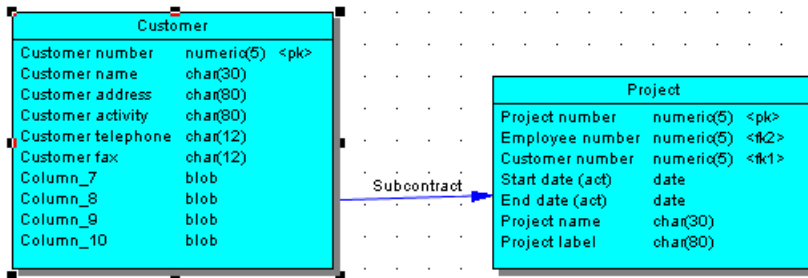 Customer
Customer number numeric(5) <pk>
Customer name char(30)
Customer address char(80)
Customer activity char(80)
Customer telephone char(12)
Customer fax char(12)
Column_7 blob
Column_8 blob
Column_9 blob
Column_10 blob
Subcontract
Project
Project number numeric(5) <pk>
Employee number numeric(5) <fk2>
Customer number numeric(5) <fk1>
Start date (act) date
End date (act) date
Project name char(30)
Project label char(80)